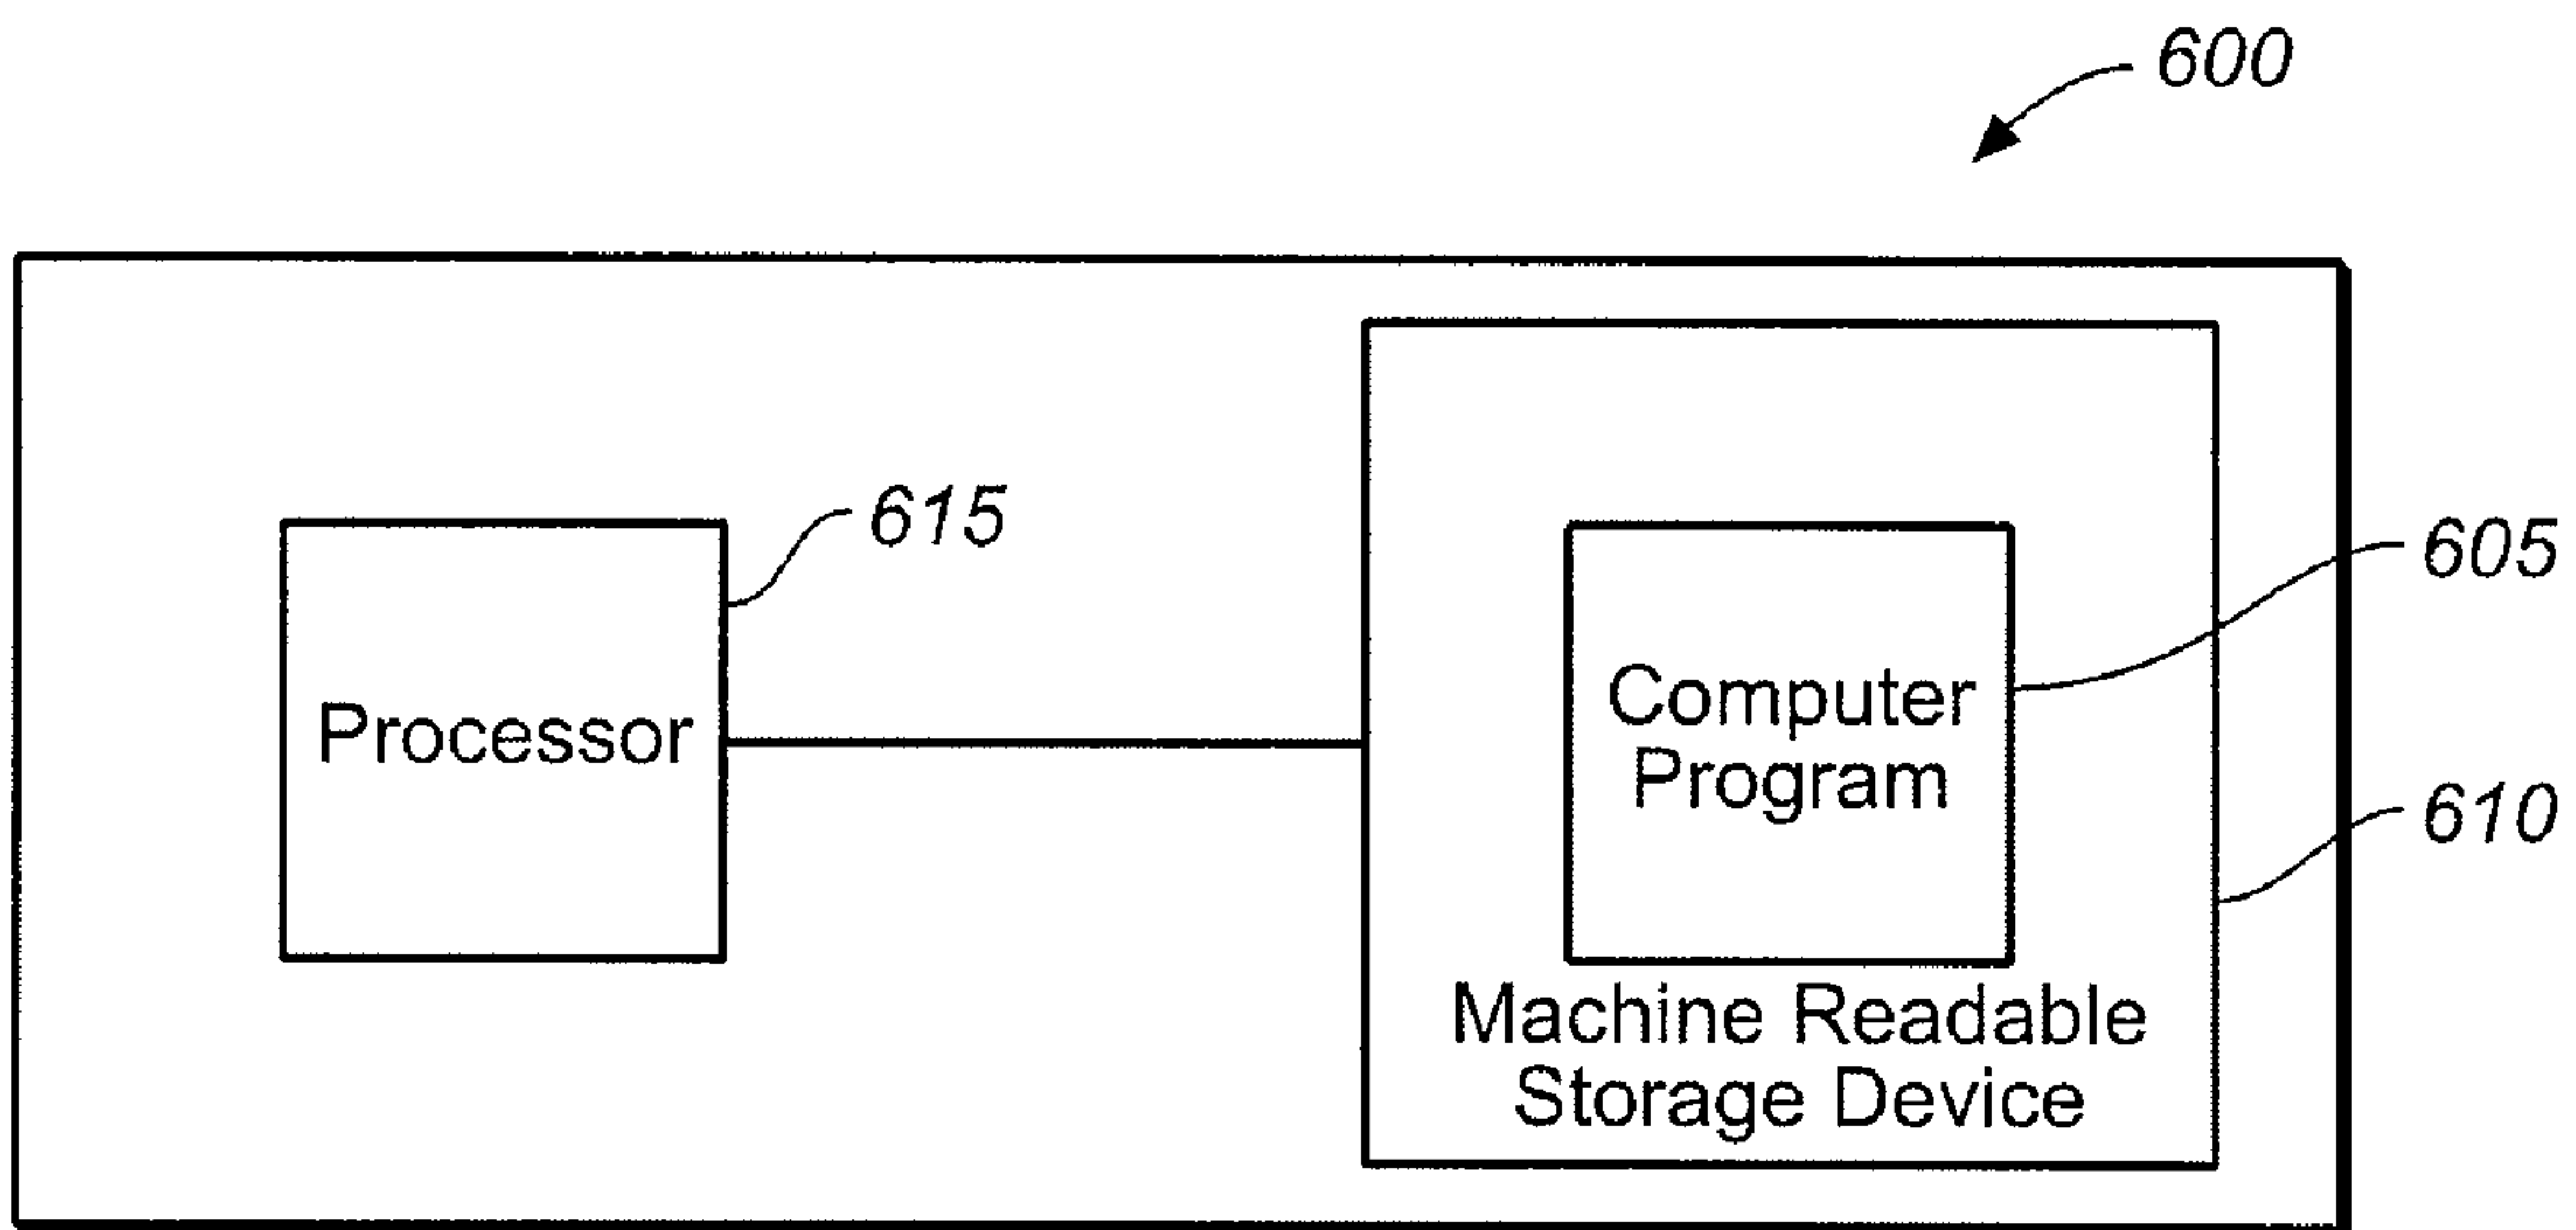 600
615
Processor
605
Computer
Program
610
Machine Readable
Storage Device